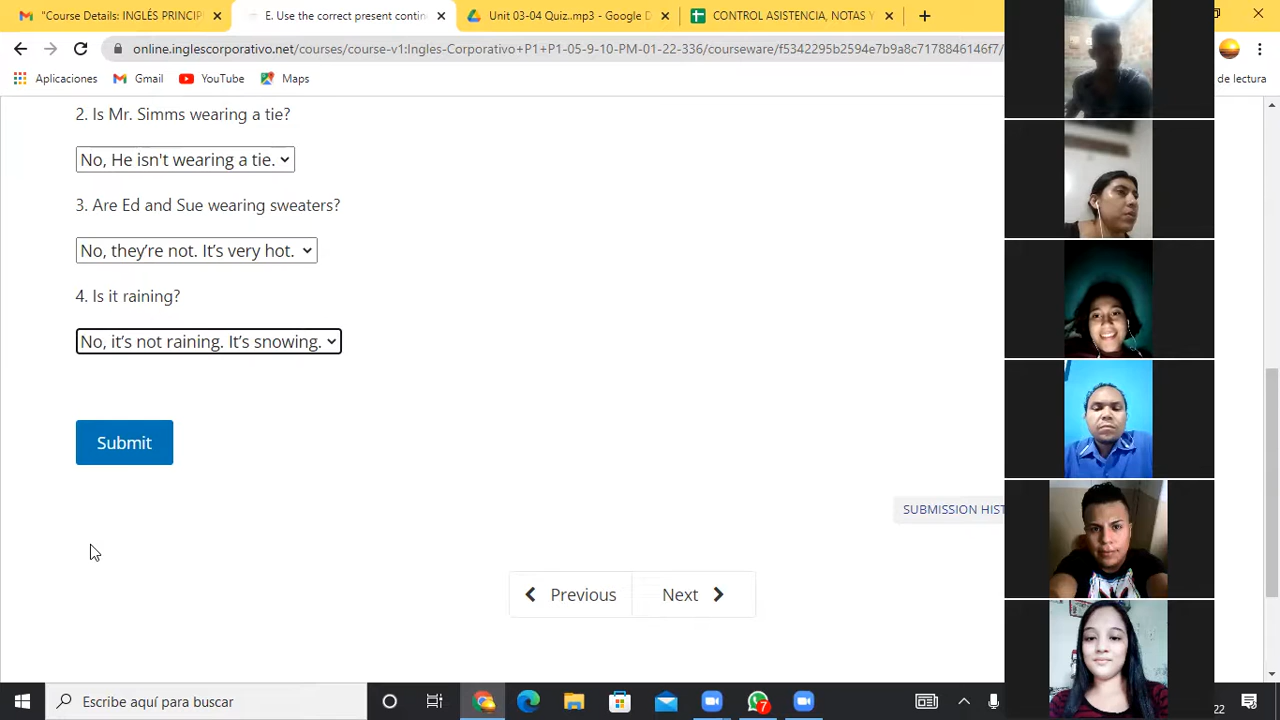 "Course Details: INGLÉS PRINCIP
E. Use the correct present contin
Unit 03-04 Quiz..mp3 - Google D
CONTROL ASISTENCIA, NOTAS Y
online.inglescorporativo.net/courses/course-v1:Ingles-Corporativo+P1+P1-05-9-10-PM-01-22-336/courseware/f5342295b2594e7b9a8c7178846146f7/
Aplicaciones
Gmail
YouTube
Maps
de lectura
2. Is Mr. Simms wearing a tie?
No, He isn't wearing a tie.
3. Are Ed and Sue wearing sweaters?
No, they’re not. It’s very hot.
4. Is it raining?
No, it’s not raining. It’s snowing.
Submit
SUBMISSION HIST
Previous
Next
Escribe aquí para buscar
7
22